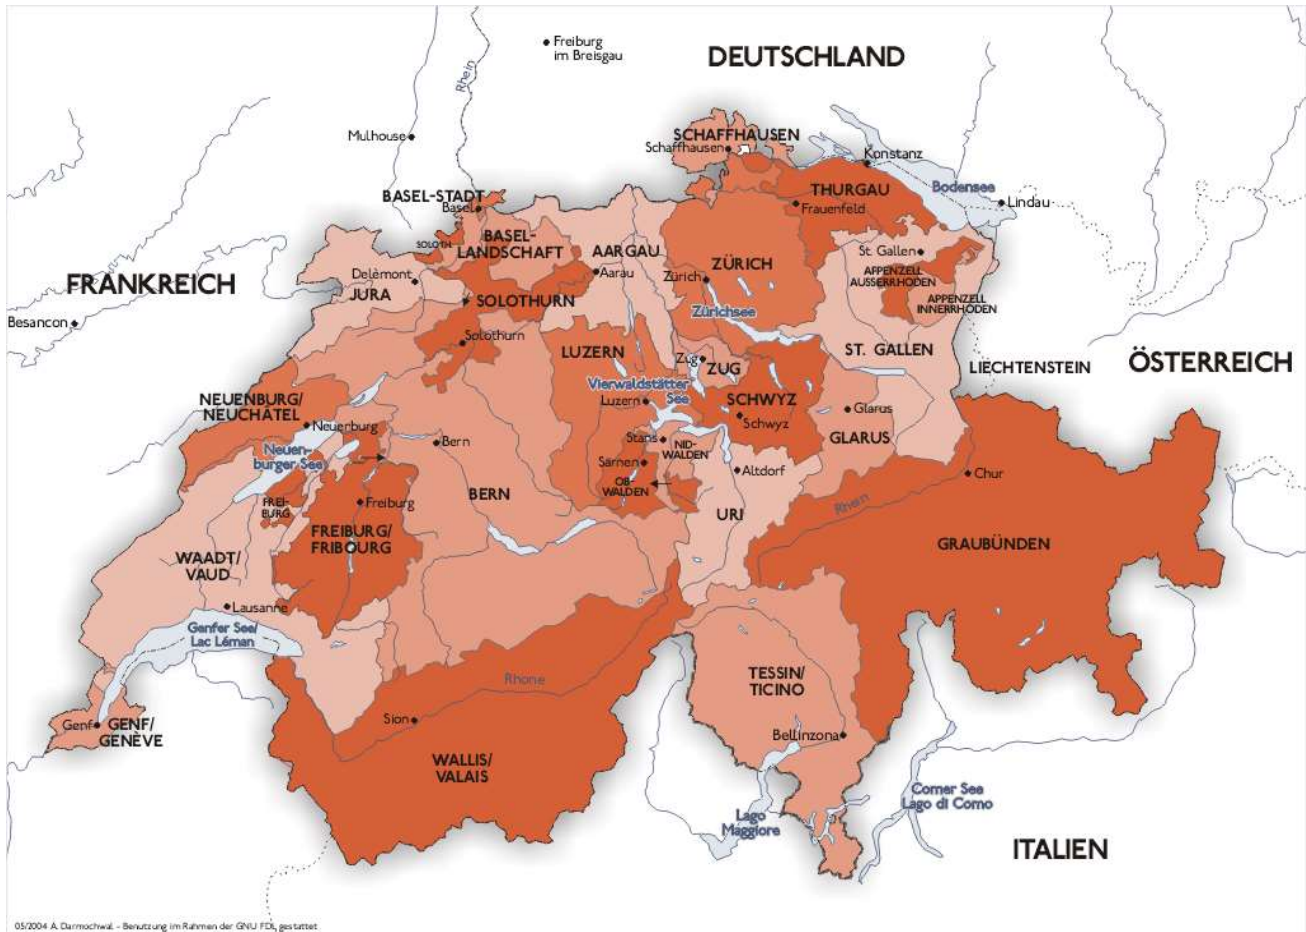 Freiburg
im Breisgau
DEUTSCHLAND
Rhein
Mulhouse
SCHAFFHAUSEN
Schaffhausen
Konstanz
BASEL-STADT
Basel
THURGAU
Bodensee
Frauenfeld
Lindau
SOLOTH.
BASEL-
LANDSCHAFT
AARGAU
St. Gallen
FRANKREICH
Delèmont
JURA
Aarau
ZÜRICH
Zürich
APPENZELL
AUSSERRHODEN
APPENZELL
INNERRHODEN
SOLOTHURN
Zürichsee
Besancon
Solothurn
LUZERN
Zug
ZUG
ST. GALLEN
LIECHTENSTEIN
ÖSTERREICH
Vierwaldstätter
See
Luzern
SCHWYZ
Schwyz
Glarus
GLARUS
NEUENBURG/
NEUCHÂTEL
Neuerburg
Neuen-
burger See
Bern
Stans
NID-
WALDEN
Sarnen
OB-
WALDEN
Altdorf
Chur
FREI-
BURG
Freiburg
BERN
URI
Rhein
FREIBURG/
FRIBOURG
GRAUBÜNDEN
WAADT/
VAUD
Lausanne
Genfer See/
Lac Léman
Rhone
TESSIN/
TICINO
Genf
GENF/
GENÈVE
Sion
Bellinzona
WALLIS/
VALAIS
Comer See
Lago di Como
Lago
Maggiore
ITALIEN
05/2004 A. Darmochwal - Benutzung im Rahmen der GNU FDL gestattet